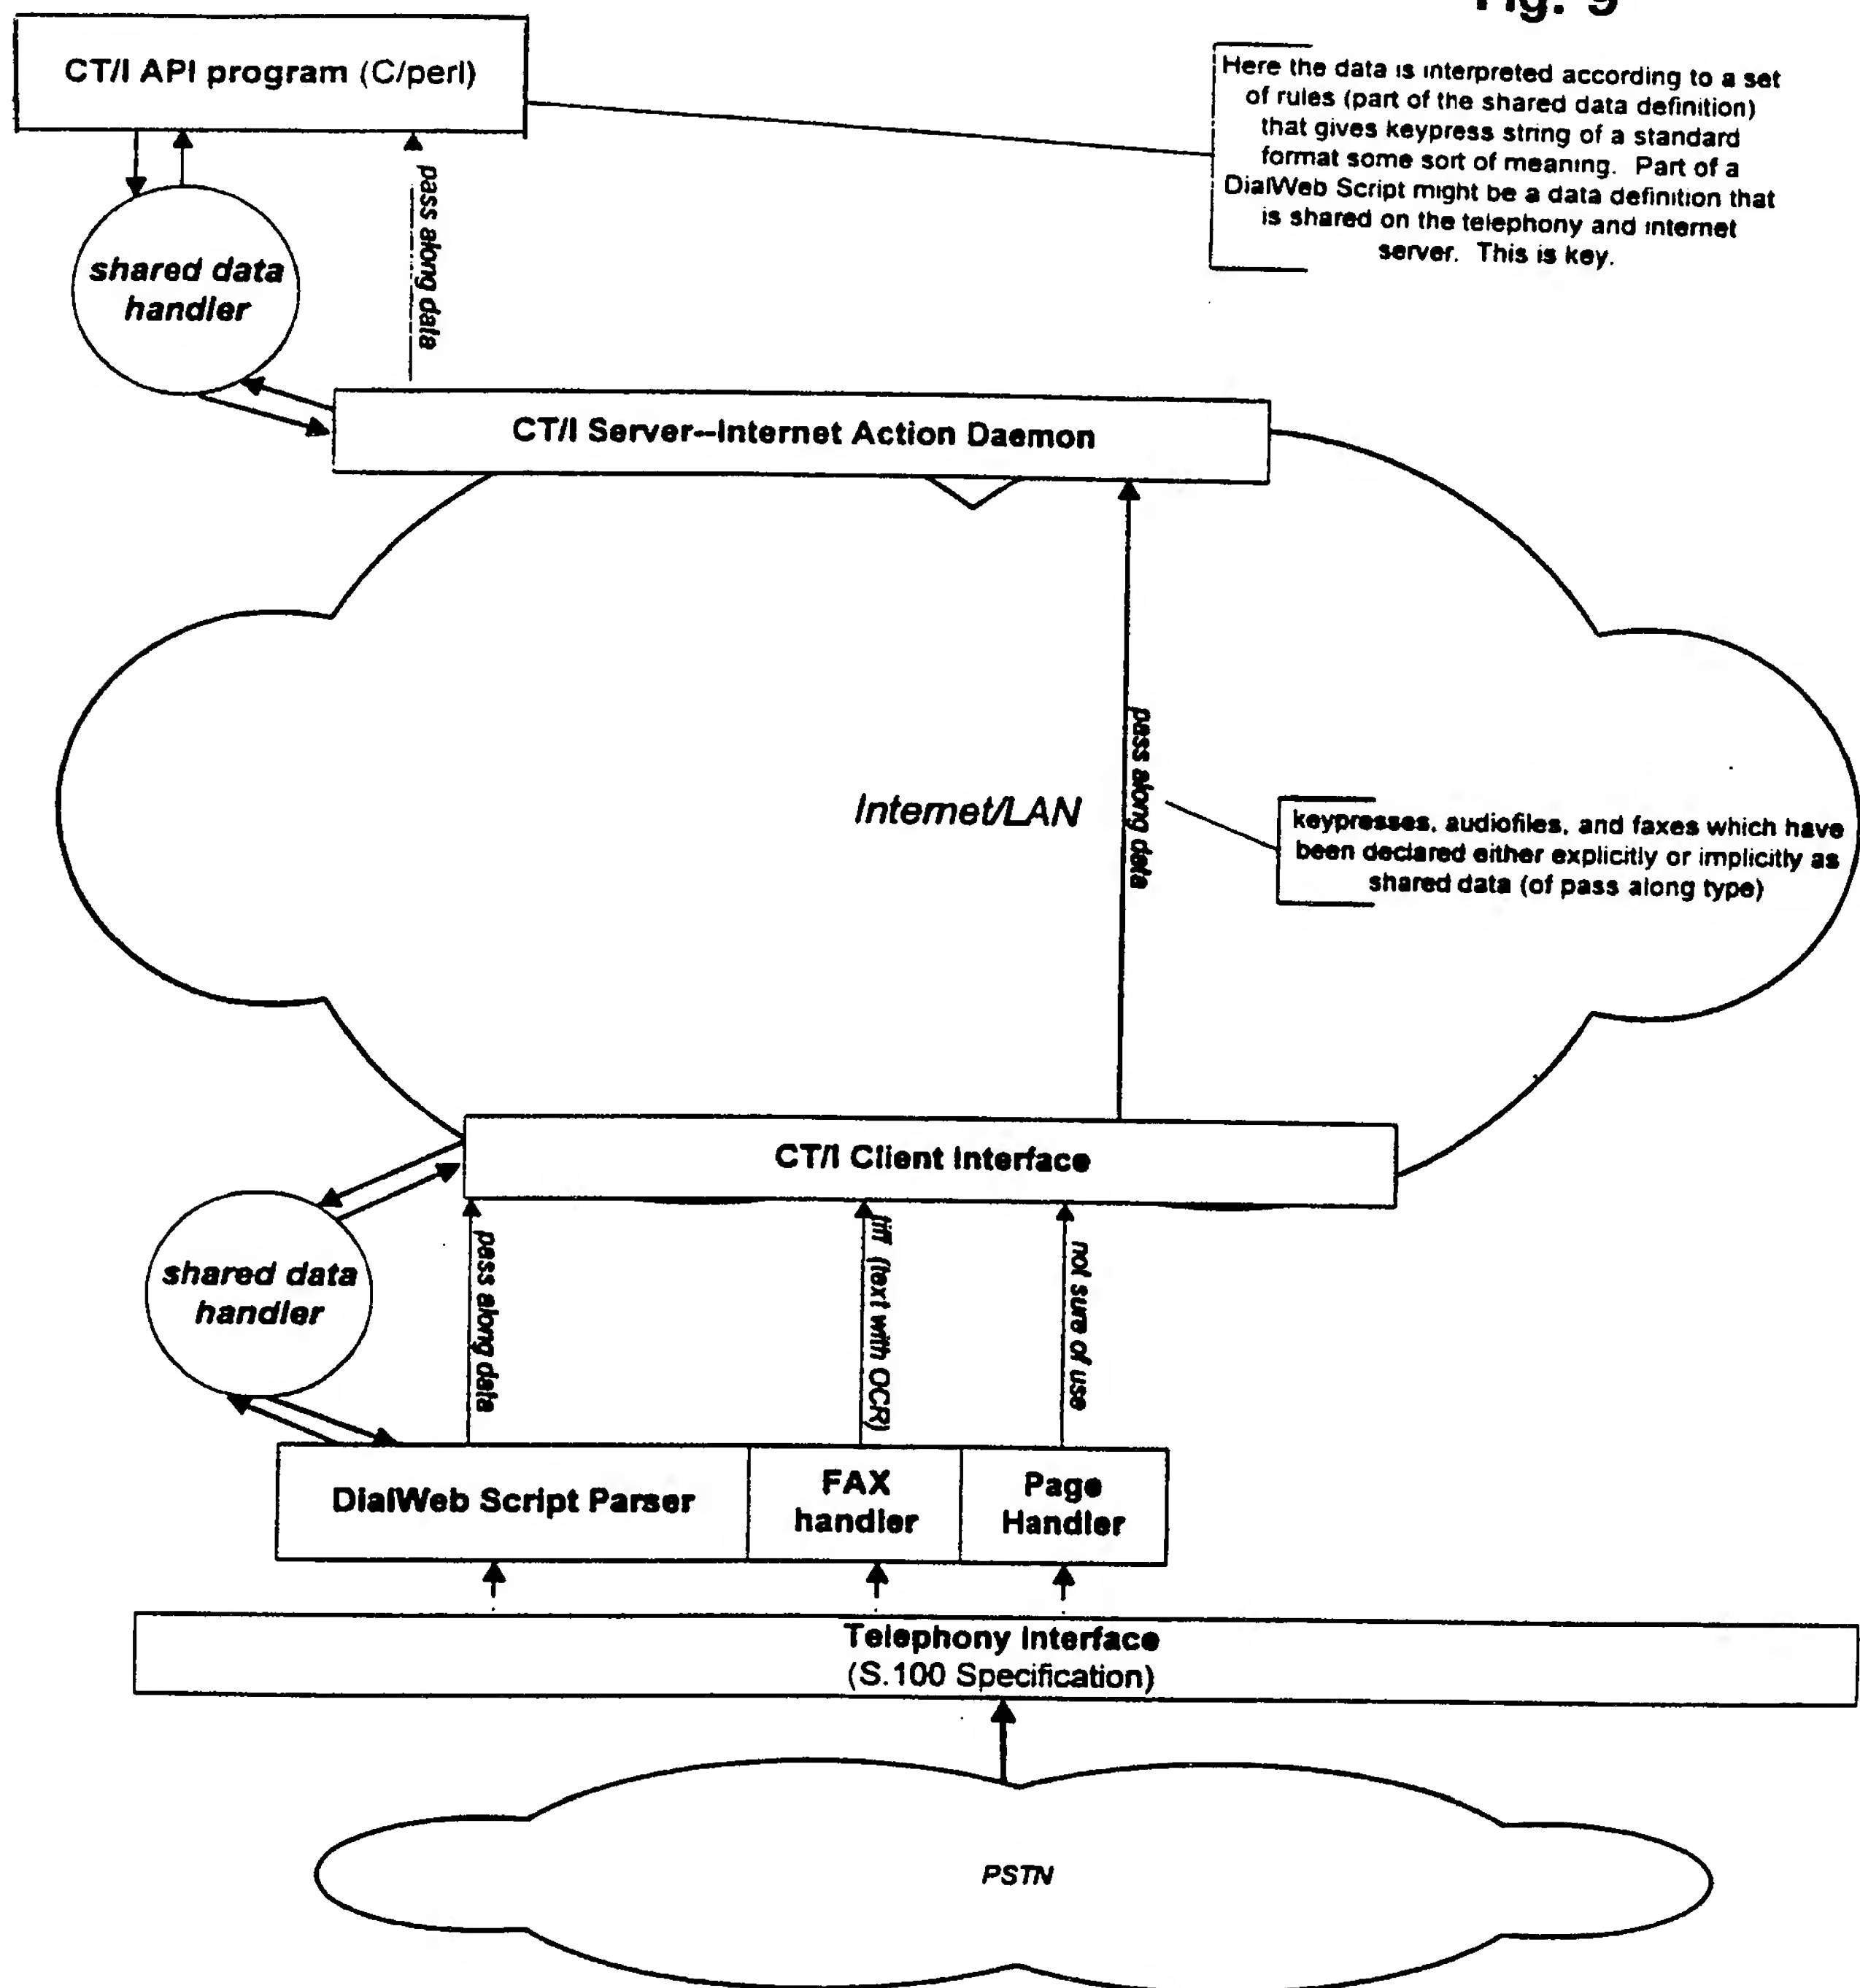 Fig. 9
CT/I API program (C/perl)
Here the data is interpreted according to a set
of rules (part of the shared data definition)
that gives keypress string of a standard
format some sort of meaning. Part of a
DialWeb Script might be a data definition that
is shared on the telephony and internet
server. This is key.
pass along data
shared data
handler
CT/I Server--Internet Action Daemon
pass along data
Internet/LAN
keypresses, audiofiles, and faxes which have
been declared either explicitly or implicitly as
shared data (of pass along type)
CT/I Client Interface
shared data
handler
pass along data
tiff (text with OCR)
not sure of use
DialWeb Script Parser
FAX
handler
Page
Handler
Telephony Interface
(S.100 Specification)
PSTN